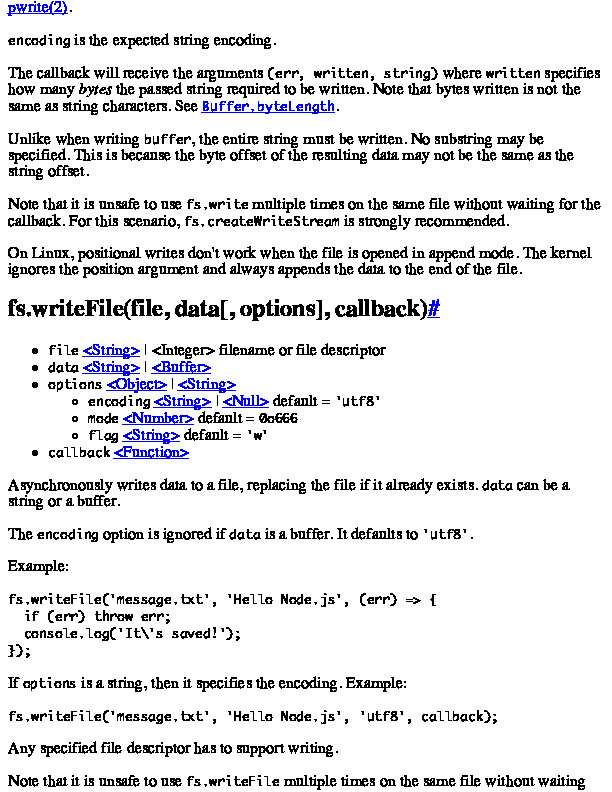 pwrite(2).
encoding is the expected string encoding.
The callback will receive the arguments (err, written, string) where written specifies
how many bytes the passed string required to be written. Note that bytes written is not the
same as string characters. See Buffer.byteLength.
Unlike when writing buffer, the entire string must be written. No substring may be
specified. This is because the byte offset of the resulting data may not be the same as the
string offset.
Note that it is unsafe to use fs.write multiple times on the same file without waiting for the
callback. For this scenario, fs.createWriteStream is strongly recommended.
On Linux, positional writes don't work when the file is opened in append mode. The kernel
ignores the position argument and always appends the data to the end of the file.
fs.writeFile(file, data[, options], callback)#
• file <String> | <Integer> filename or file descriptor
• data <String> | <Buffer>
• options <Object> | <String>
◦ encoding <String> | <Null> default = 'utf8'
◦ mode <Number> default = 0o666
◦ flag <String> default = 'w'
• callback <Function>
Asynchronously writes data to a file, replacing the file if it already exists. data can be a
string or a buffer.
The encoding option is ignored if data is a buffer. It defaults to 'utf8'.
Example:
fs.writeFile('message.txt', 'Hello Node.js', (err) => {
  if (err) throw err;
  console.log('It\'s saved!');
});
If options is a string, then it specifies the encoding. Example:
fs.writeFile('message.txt', 'Hello Node.js', 'utf8', callback);
Any specified file descriptor has to support writing.
Note that it is unsafe to use fs.writeFile multiple times on the same file without waiting